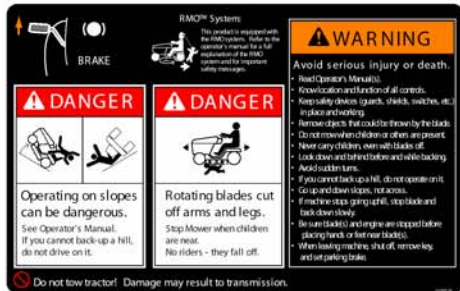 BRAKE
RMO™ System:
This product is equipped with
the RMO system. Refer to the
operator's manual for a full
explanation of the RMO
system and for important
safety messages.
DANGER
Operating on slopes
can be dangerous.
See Operator's Manual.
If you cannot back-up a hill,
do not drive on it.
DANGER
Rotating blades cut
off arms and legs.
Stop Mower when children
are near.
No riders - they fall off.
WARNING
Avoid serious injury or death.
• Read Operator's Manual(s).
• Know location and function of all controls.
• Keep safety devices (guards, shields, switches, etc.)
in place and working.
• Remove objects that could be thrown by the blade.
• Do not mow when children or others are present.
• Never carry children, even with blades off.
• Look down and behind before and while backing.
• Avoid sudden turns.
• If you cannot back up a hill, do not operate on it.
• Go up and down slopes, not across.
• If machine stops going uphill, stop blade and
back down slowly.
• Be sure blade(s) and engine are stopped before
placing hands or feet near blade(s).
• When leaving machine, shut off, remove key,
and set parking brake.
Do not tow tractor! Damage may result to transmission.